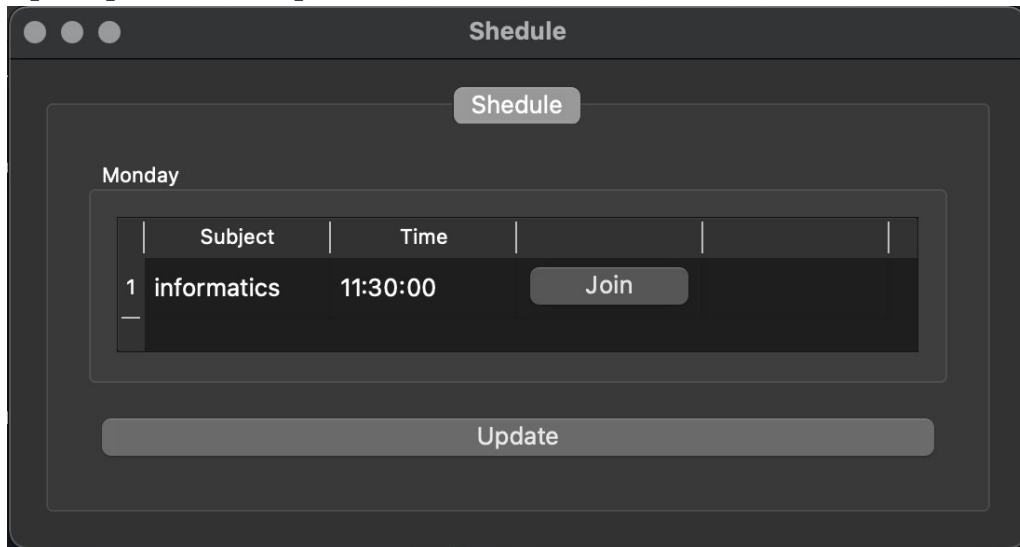 Shedule
Shedule
Monday
Subject Time
1 informatics 11:30:00 Join
Update